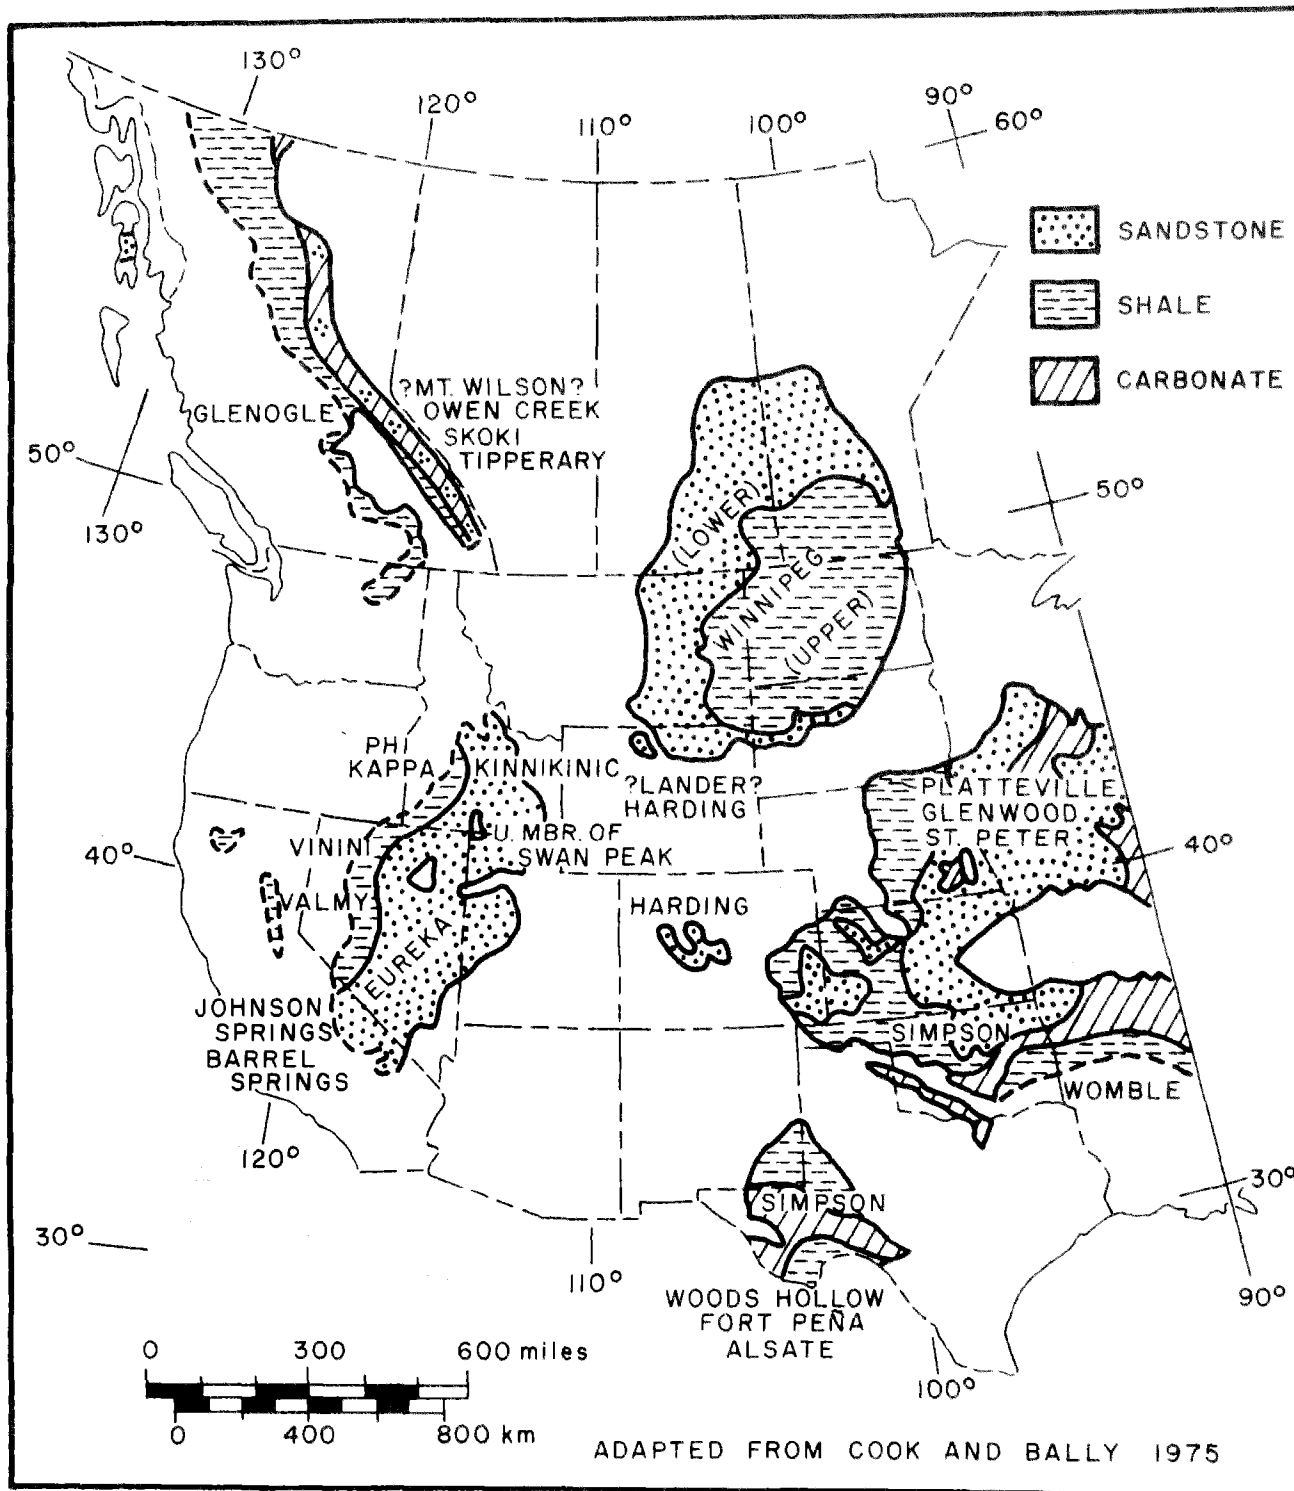 130°
120°
110°
100°
90°
60°
SANDSTONE
SHALE
CARBONATE
?MT. WILSON?
OWEN CREEK
SKOKI
TIPPERARY
GLENOGLE
50°
130°
50°
(LOWER)
WINNIPEG
(UPPER)
PHI
KAPPA
KINNIKINIC
?LANDER?
HARDING
PLATTEVILLE
GLENWOOD
ST. PETER
U. MBR. OF
SWAN PEAK
VININI
40°
40°
VALMY
EUREKA
HARDING
JOHNSON
SPRINGS
BARREL
SPRINGS
SIMPSON
WOMBLE
120°
SIMPSON
30°
30°
110°
WOODS HOLLOW
FORT PEÑA
ALSATE
90°
100°
0 300 600 miles
0 400 800 km
ADAPTED FROM COOK AND BALLY 1975